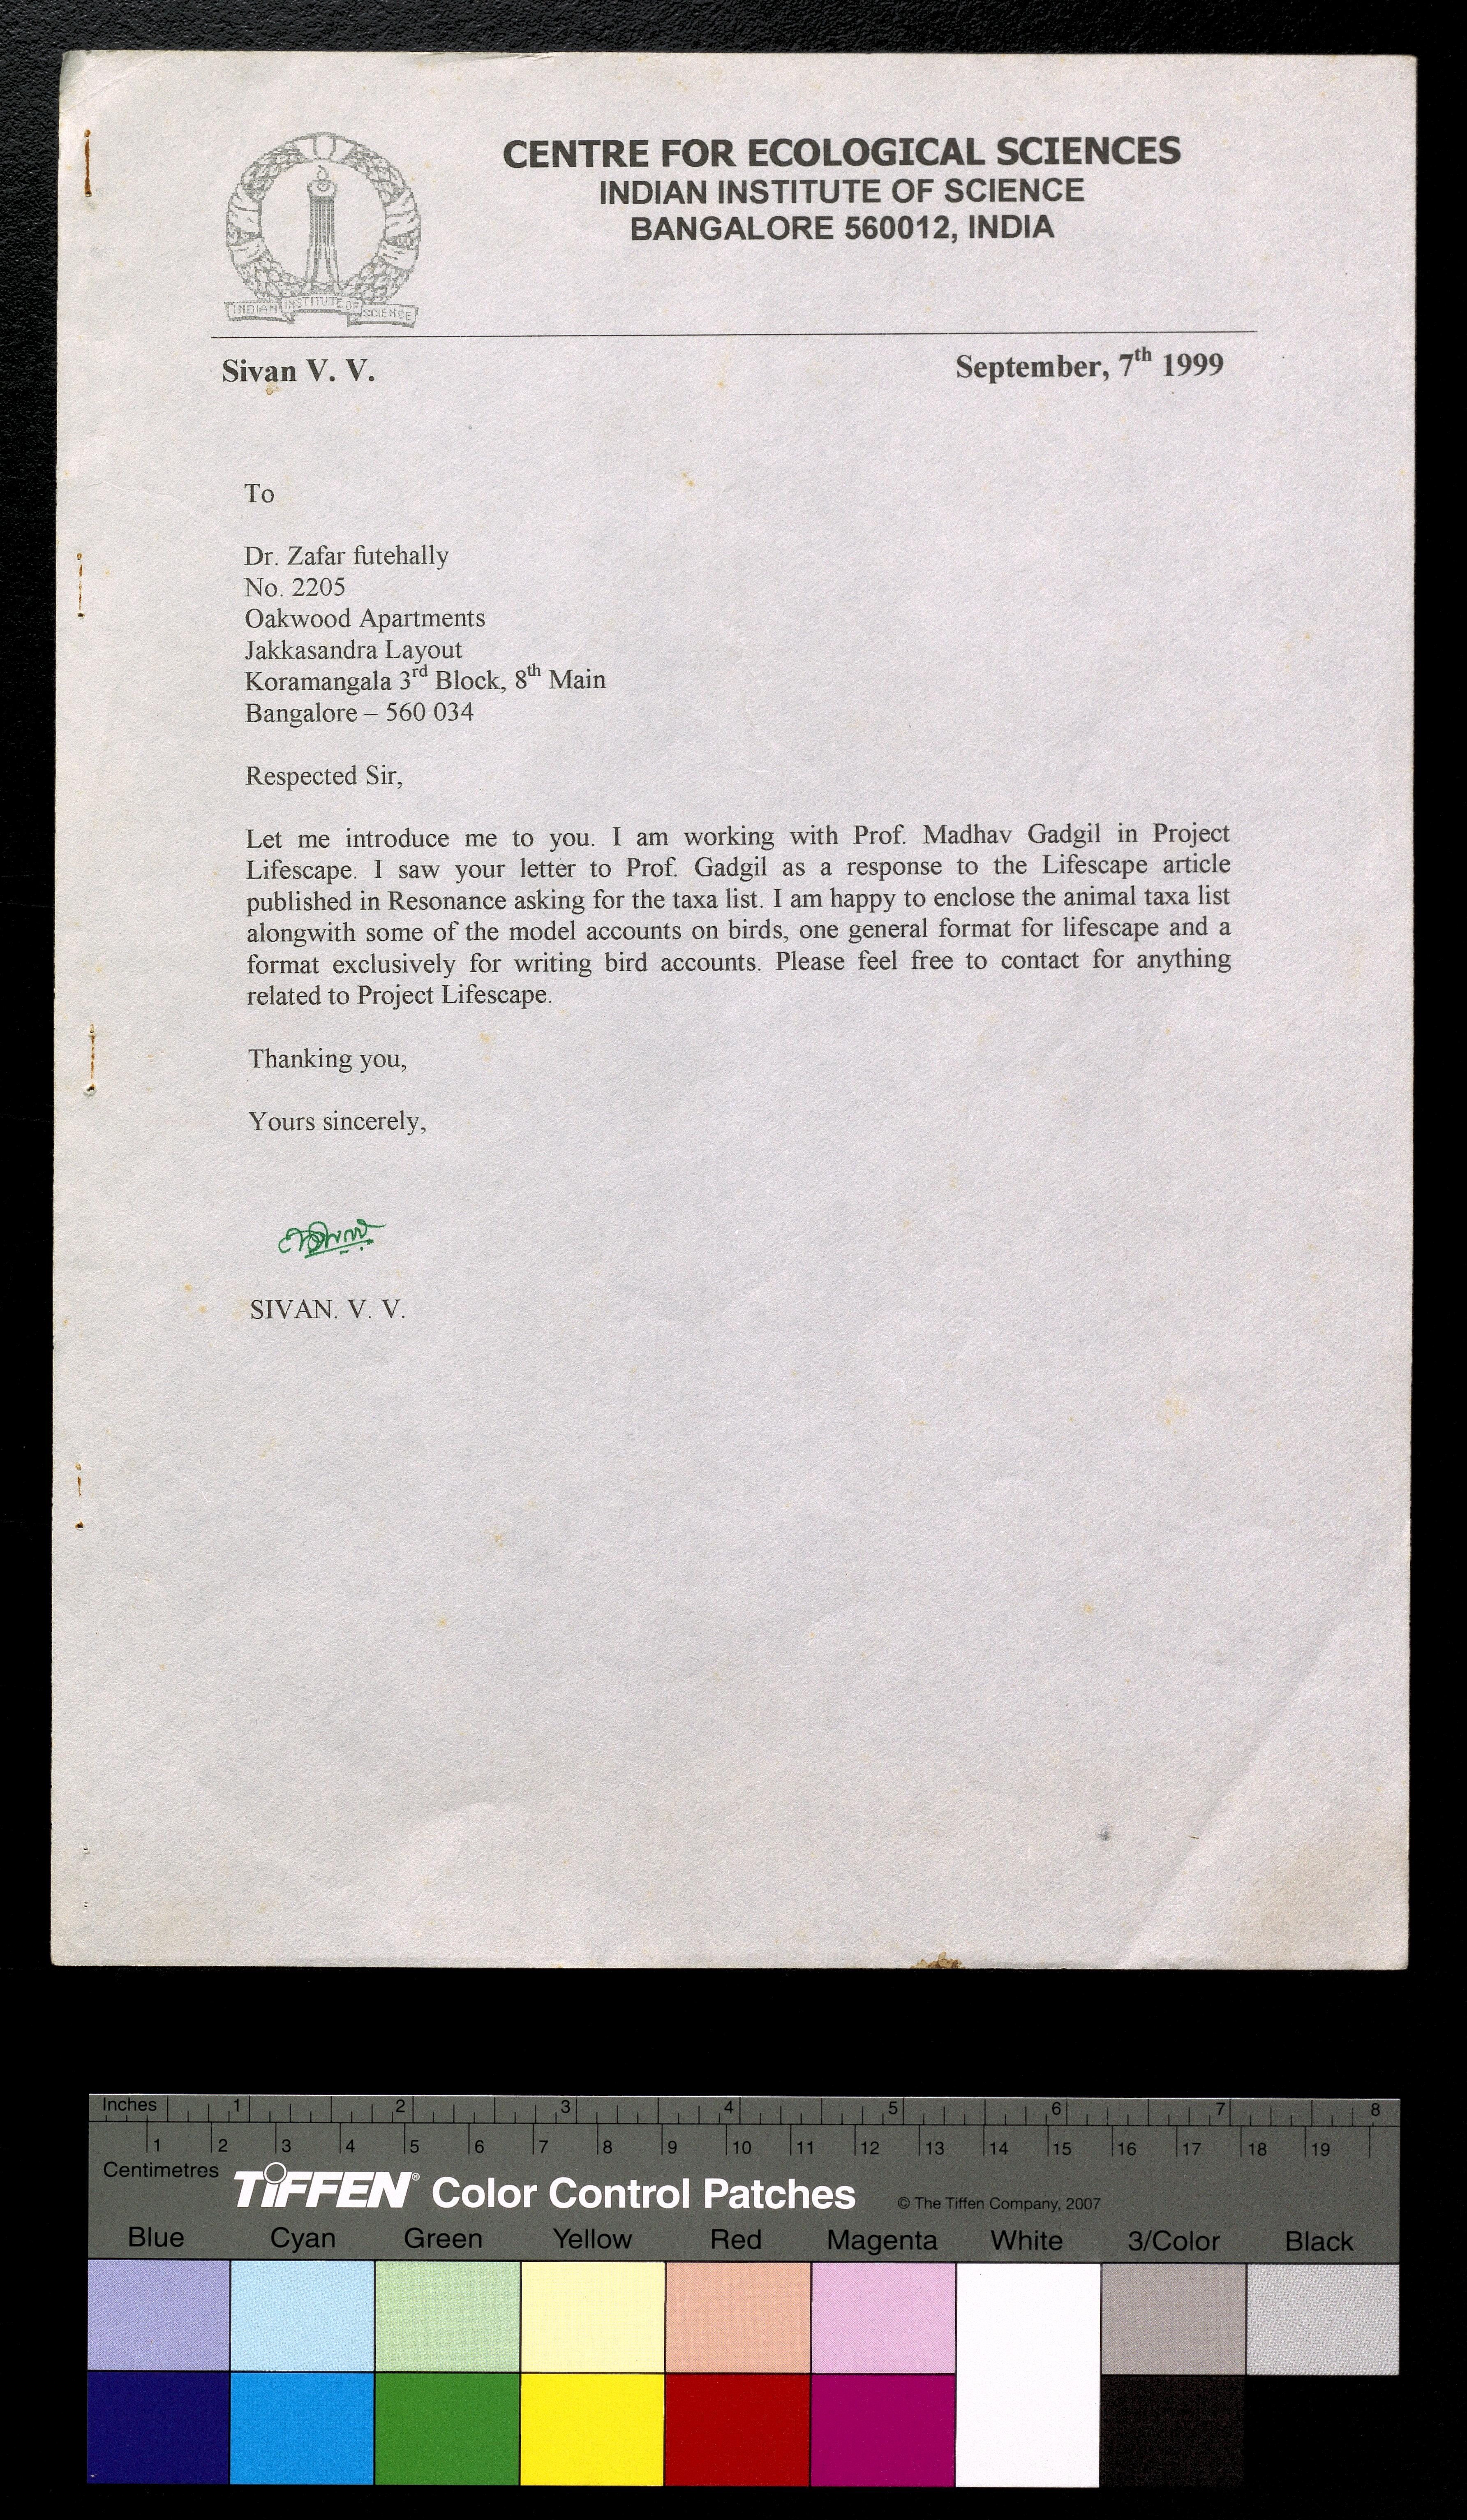 CENTRE FOR ECOLOGICAL SCIENCES
INDIAN INSTITUTE OF SCIENCE
BANGALORE 560012, INDIA
INDIAN INSTITUTE OF SCIENCE
Sivan V. V.
September, 7th 1999
To
Dr. Zafar futehally
No. 2205
Oakwood Apartments
Jakkasandra Layout
Koramangala 3rd Block, 8th Main
Bangalore – 560 034
Respected Sir,
Let me introduce me to you. I am working with Prof. Madhav Gadgil in Project
Lifescape. I saw your letter to Prof. Gadgil as a response to the Lifescape article
published in Resonance asking for the taxa list. I am happy to enclose the animal taxa list
alongwith some of the model accounts on birds, one general format for lifescape and a
format exclusively for writing bird accounts. Please feel free to contact for anything
related to Project Lifescape.
Thanking you,
Yours sincerely,
SIVAN. V. V.
Inches 1 2 3 4 5 6 7 8
1 2 3 4 5 6 7 8 9 10 11 12 13 14 15 16 17 18 19
Centimetres
TIFFEN® Color Control Patches
© The Tiffen Company, 2007
Blue Cyan Green Yellow Red Magenta White 3/Color Black